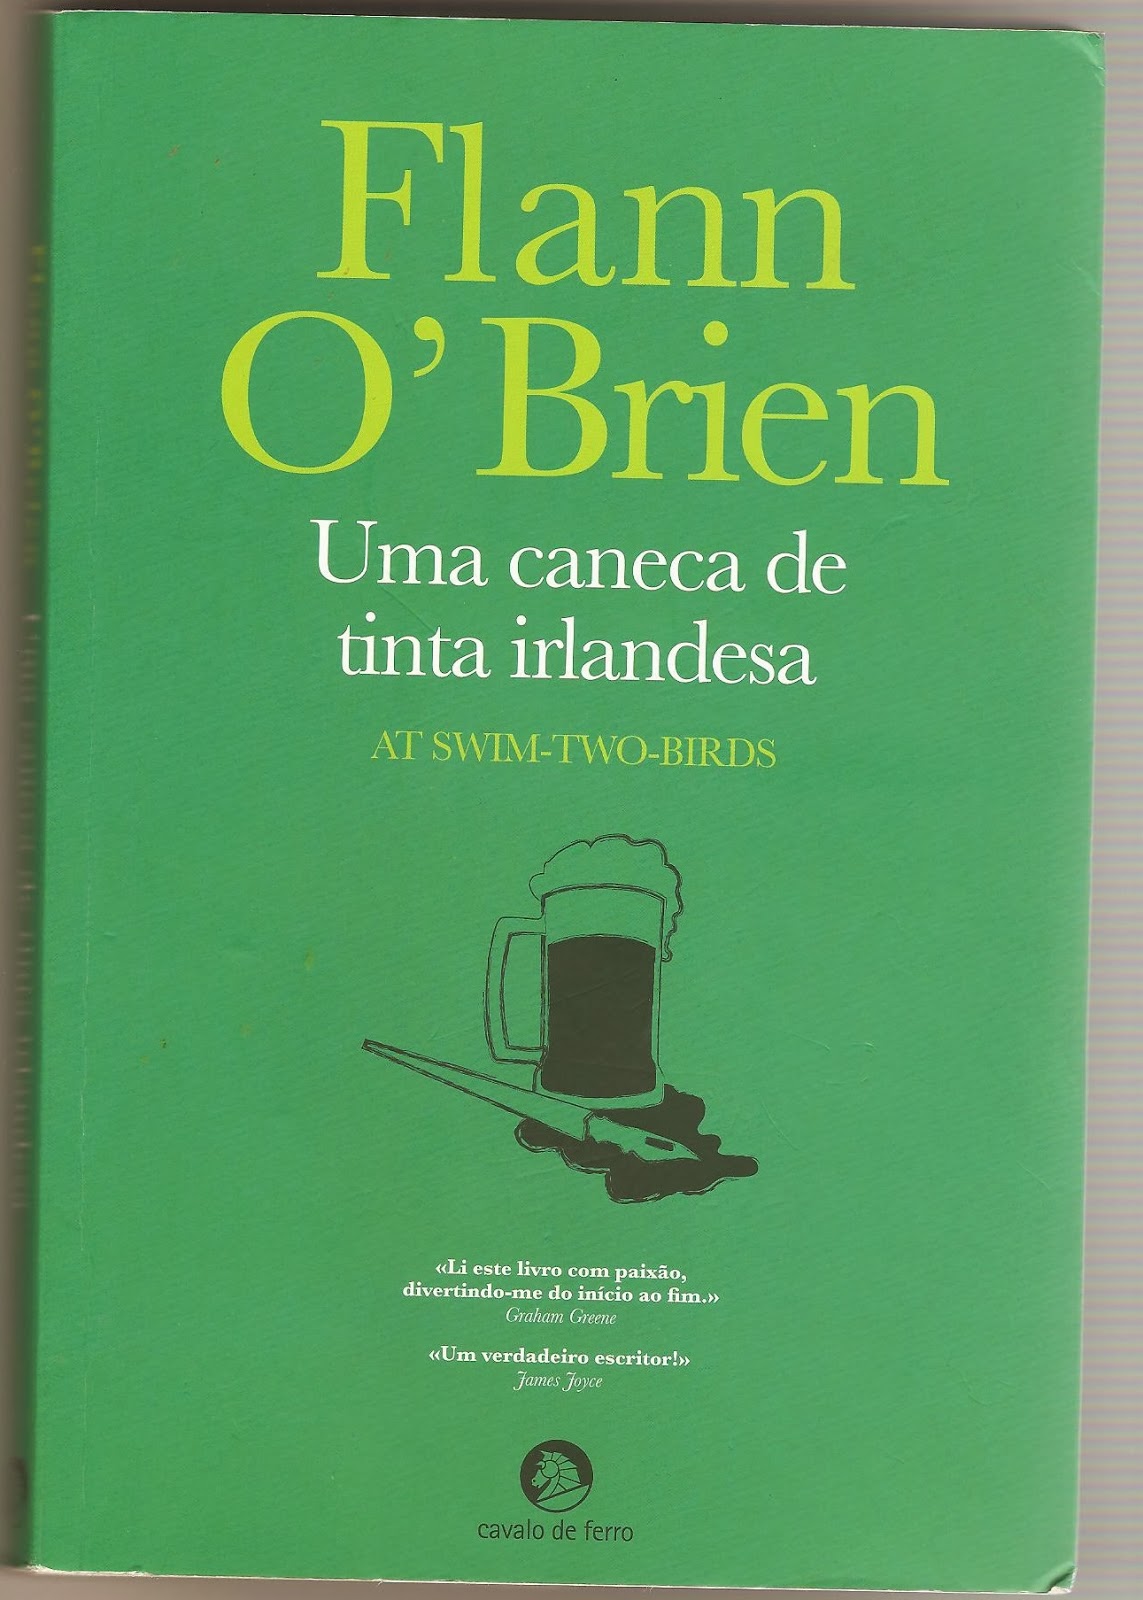 Flann
O'Brien
Uma caneca de
tinta irlandesa
AT SWIM-TWO-BIRDS
«Li este livro com paixão,
divertindo-me do início ao fim.»
Graham Greene
«Um verdadeiro escritor!»
James Joyce
cavalo de ferro